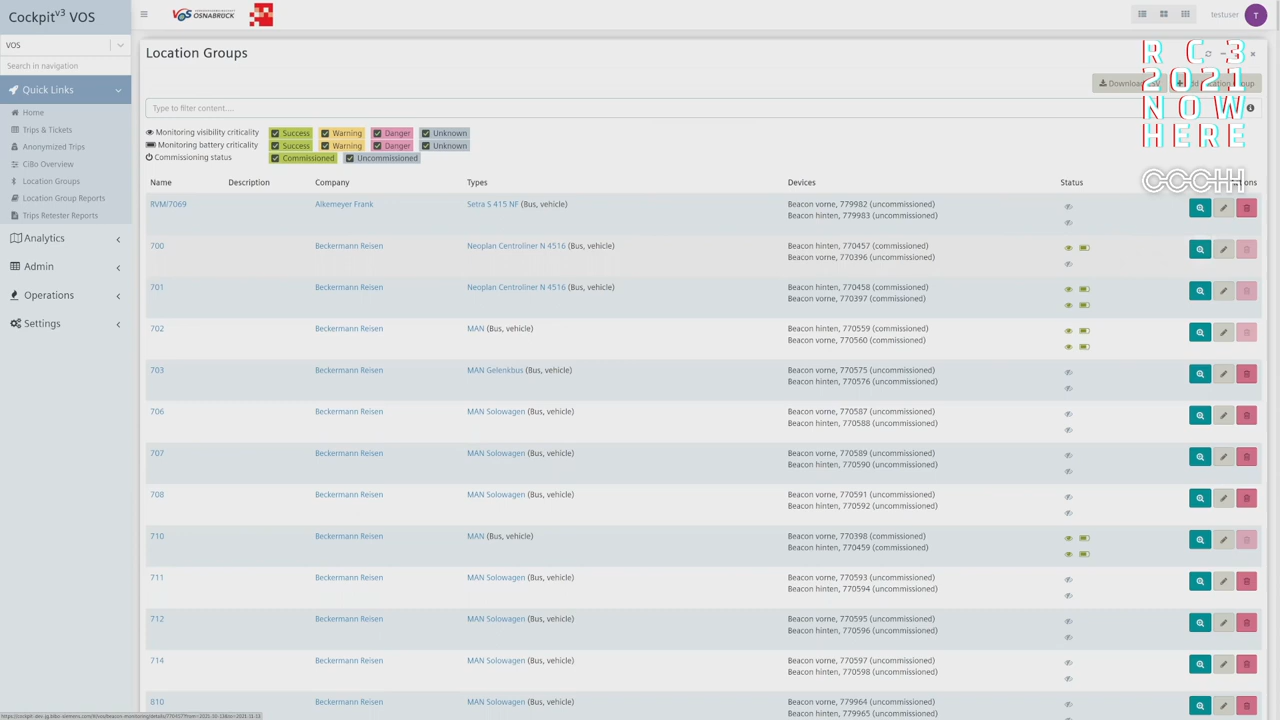 Cockpit v3 VOS
VOS OSNABRÜCK
testuser
T
VOS
Search in navigation
Quick Links
Home
Trips & Tickets
Anonymized Trips
CiBo Overview
Location Groups
Location Group Reports
Trips Retester Reports
Analytics
Admin
Operations
Settings
Location Groups
Download CSV
RC3
2021
NOW
HERE
Type to filter content....
Monitoring visibility criticality Success Warning Danger Unknown
Monitoring battery criticality Success Warning Danger Unknown
Commissioning status Commissioned Uncommissioned
Name Description Company Types Devices Status
RVM/7069 Alkemeyer Frank Setra S 415 NF (Bus, vehicle) Beacon vorne, 779982 (uncommissioned)
Beacon hinten, 779983 (uncommissioned)
700 Beckermann Reisen Neoplan Centroliner N 4516 (Bus, vehicle) Beacon hinten, 770457 (commissioned)
Beacon vorne, 770396 (uncommissioned)
701 Beckermann Reisen Neoplan Centroliner N 4516 (Bus, vehicle) Beacon hinten, 770458 (commissioned)
Beacon vorne, 770397 (commissioned)
702 Beckermann Reisen MAN (Bus, vehicle) Beacon hinten, 770559 (commissioned)
Beacon vorne, 770560 (commissioned)
703 Beckermann Reisen MAN Gelenkbus (Bus, vehicle) Beacon vorne, 770575 (uncommissioned)
Beacon hinten, 770576 (uncommissioned)
706 Beckermann Reisen MAN Solowagen (Bus, vehicle) Beacon vorne, 770587 (uncommissioned)
Beacon hinten, 770588 (uncommissioned)
707 Beckermann Reisen MAN Solowagen (Bus, vehicle) Beacon vorne, 770589 (uncommissioned)
Beacon hinten, 770590 (uncommissioned)
708 Beckermann Reisen MAN Solowagen (Bus, vehicle) Beacon vorne, 770591 (uncommissioned)
Beacon hinten, 770592 (uncommissioned)
710 Beckermann Reisen MAN (Bus, vehicle) Beacon vorne, 770398 (commissioned)
Beacon hinten, 770459 (commissioned)
711 Beckermann Reisen MAN Solowagen (Bus, vehicle) Beacon vorne, 770593 (uncommissioned)
Beacon hinten, 770594 (uncommissioned)
712 Beckermann Reisen MAN Solowagen (Bus, vehicle) Beacon vorne, 770595 (uncommissioned)
Beacon hinten, 770596 (uncommissioned)
714 Beckermann Reisen MAN Solowagen (Bus, vehicle) Beacon vorne, 770597 (uncommissioned)
Beacon hinten, 770598 (uncommissioned)
810 Beckermann Reisen MAN Solowagen (Bus, vehicle) Beacon vorne, 779964 (uncommissioned)
Beacon hinten, 779965 (uncommissioned)